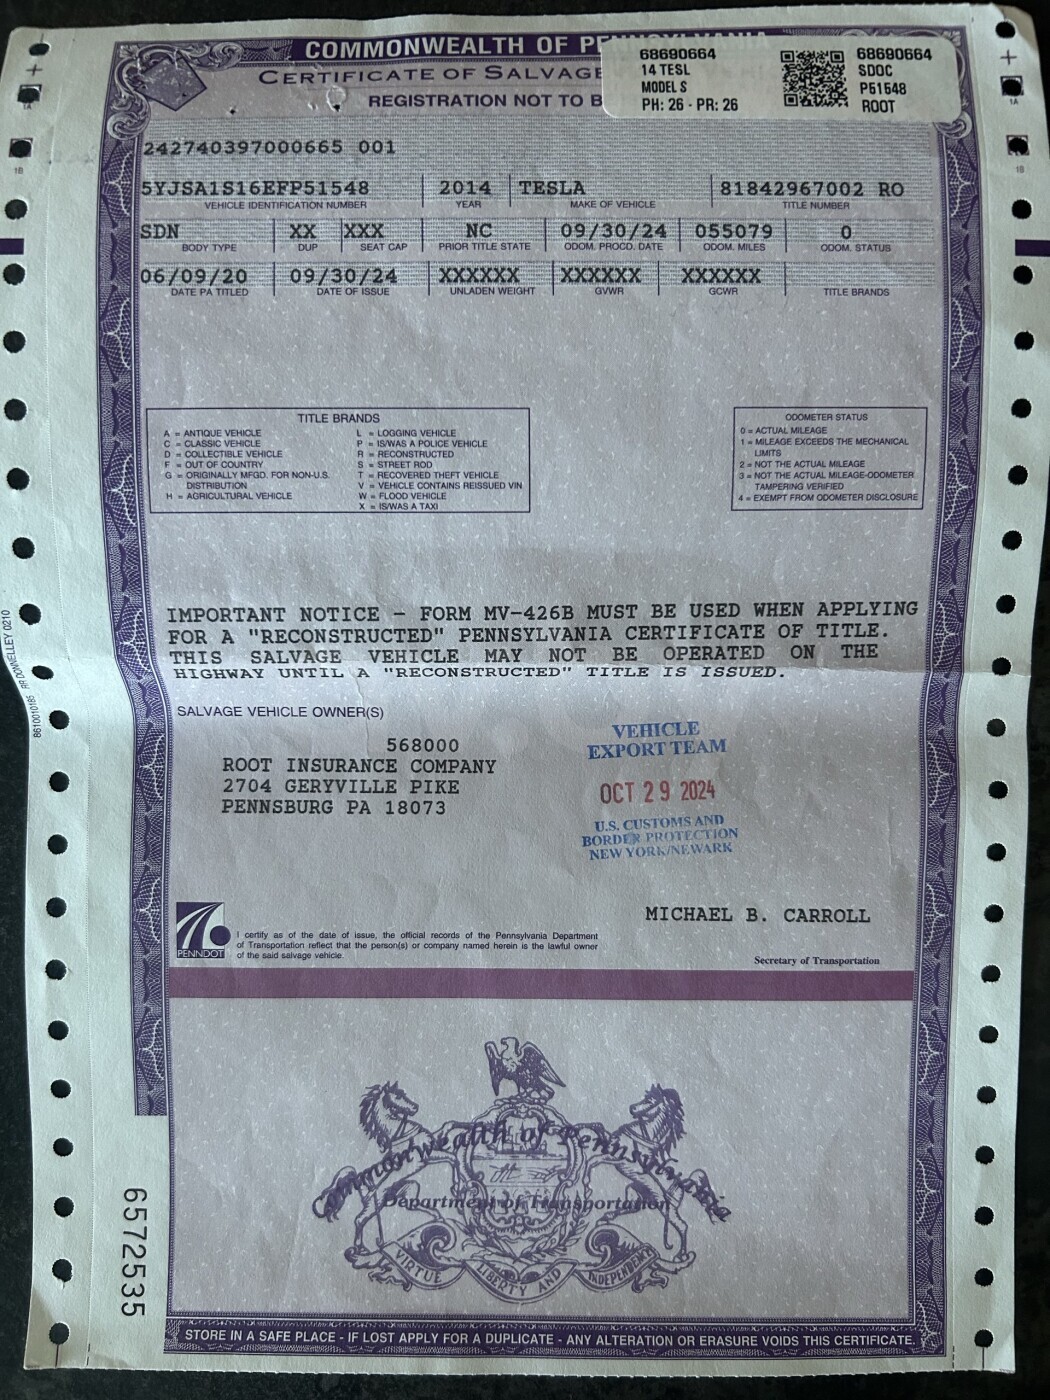 COMMONWEALTH OF PENNSYLVANIA
CERTIFICATE OF SALVAGE
REGISTRATION NOT TO B
68690664
14 TESL
MODEL S
PH: 26 - PR: 26
68690664
SDOC
P51548
ROOT
242740397000665 001
5YJSA1S16EFP51548 2014 TESLA 81842967002 RO
VEHICLE IDENTIFICATION NUMBER YEAR MAKE OF VEHICLE TITLE NUMBER
SDN XX XXX NC 09/30/24 055079 0
BODY TYPE DUP SEAT CAP PRIOR TITLE STATE ODOM. PROCD. DATE ODOM. MILES ODOM. STATUS
06/09/20 09/30/24 XXXXXX XXXXXX XXXXXX
DATE PA TITLED DATE OF ISSUE UNLADEN WEIGHT GVWR GCWR TITLE BRANDS
TITLE BRANDS
A = ANTIQUE VEHICLE
C = CLASSIC VEHICLE
D = COLLECTIBLE VEHICLE
F = OUT OF COUNTRY
G = ORIGINALLY MFGD. FOR NON-U.S.
DISTRIBUTION
H = AGRICULTURAL VEHICLE
L = LOGGING VEHICLE
P = IS/WAS A POLICE VEHICLE
R = RECONSTRUCTED
S = STREET ROD
T = RECOVERED THEFT VEHICLE
V = VEHICLE CONTAINS REISSUED VIN
W = FLOOD VEHICLE
X = IS/WAS A TAXI
ODOMETER STATUS
0 = ACTUAL MILEAGE
1 = MILEAGE EXCEEDS THE MECHANICAL
LIMITS
2 = NOT THE ACTUAL MILEAGE
3 = NOT THE ACTUAL MILEAGE-ODOMETER
TAMPERING VERIFIED
4 = EXEMPT FROM ODOMETER DISCLOSURE
IMPORTANT NOTICE - FORM MV-426B MUST BE USED WHEN APPLYING
FOR A "RECONSTRUCTED" PENNSYLVANIA CERTIFICATE OF TITLE.
THIS SALVAGE VEHICLE MAY NOT BE OPERATED ON THE
HIGHWAY UNTIL A "RECONSTRUCTED" TITLE IS ISSUED.
SALVAGE VEHICLE OWNER(S)
568000
ROOT INSURANCE COMPANY
2704 GERYVILLE PIKE
PENNSBURG PA 18073
VEHICLE
EXPORT TEAM
OCT 29 2024
U.S. CUSTOMS AND
BORDER PROTECTION
NEW YORK/NEWARK
MICHAEL B. CARROLL
Secretary of Transportation
PENNDOT
I certify as of the date of issue, the official records of the Pennsylvania Department
of Transportation reflect that the person(s) or company named herein is the lawful owner
of the said salvage vehicle.
Commonwealth of Pennsylvania
Department of Transportation
VIRTUE LIBERTY AND INDEPENDENCE
STORE IN A SAFE PLACE - IF LOST APPLY FOR A DUPLICATE - ANY ALTERATION OR ERASURE VOIDS THIS CERTIFICATE
6572535
RR DONNELLEY 0210
1A
1B
1A
1B